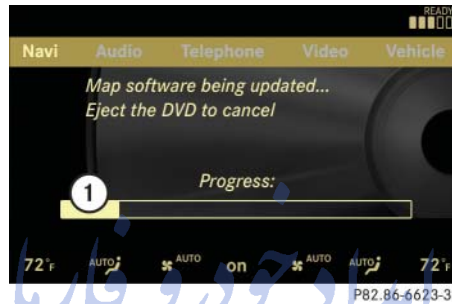 READY
Navi Audio Telephone Video Vehicle
Map software being updated...
Eject the DVD to cancel
Progress:
1
72°F AUTO AUTO on AUTO AUTO 72°F
P82.86-6623-3